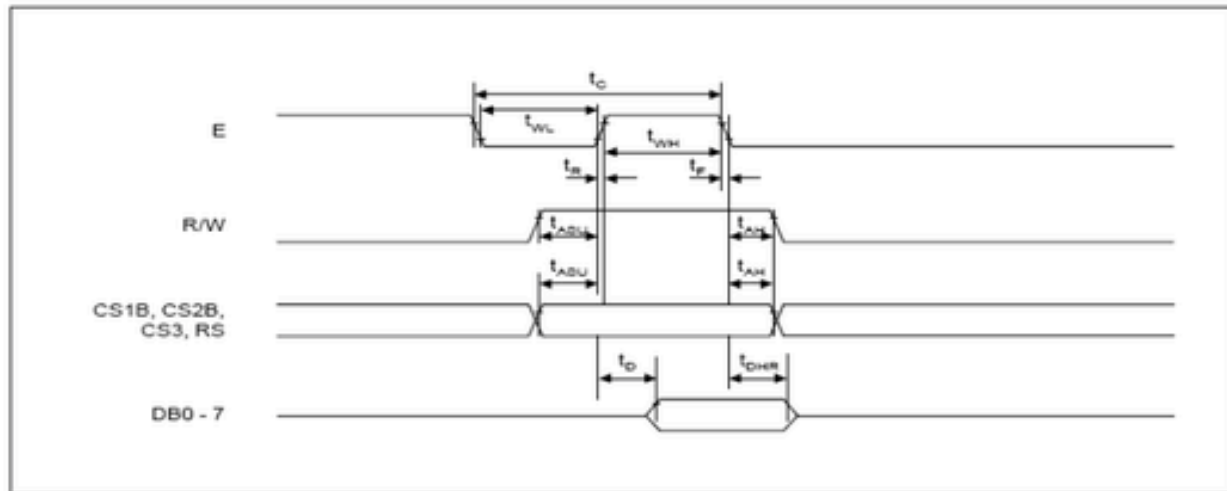 tC
E
tWL
tWH
tR
tF
R/W
tASU
tAH
tASU
tAH
CS1B, CS2B,
CS3, RS
tD
tDHR
DB0 - 7